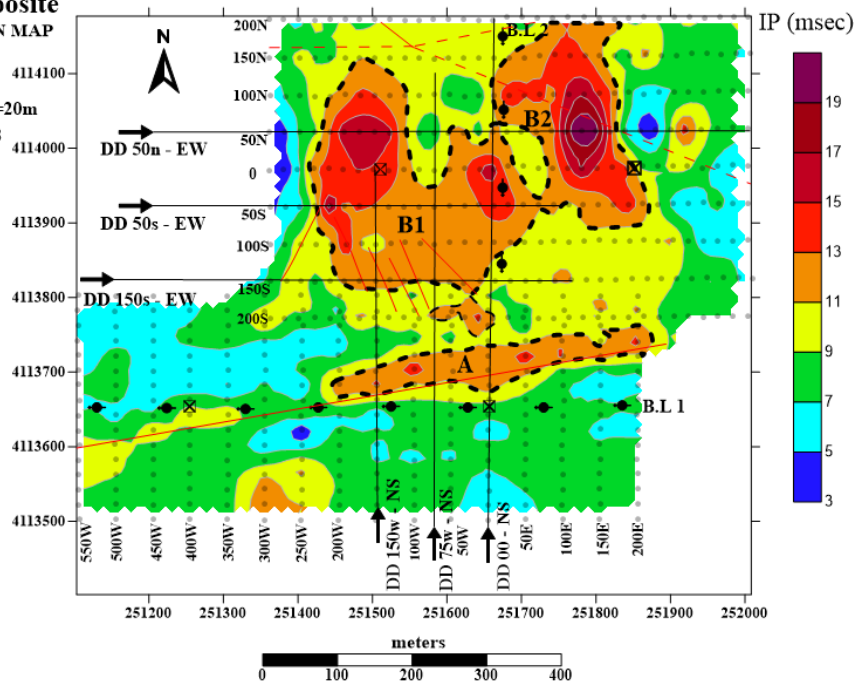 N MAP
=20m
N
IP (msec)
19
17
15
13
11
9
7
5
3
4114100
4114000
4113900
4113800
4113700
4113600
4113500
200N
150N
100N
50N
0
50S
100S
150S
200S
B.L 2
B2
B1
A
B.L 1
DD 50n - EW
DD 50s - EW
DD 150s - EW
550W
500W
400W
350W
300W
250W
200W
DD 150w - NS
100W
DD 75w - NS
50W
DD 00 - NS
50E
100E
150E
200E
251200
251300
251400
251500
251600
251700
251800
251900
252000
meters
0
100
200
300
400